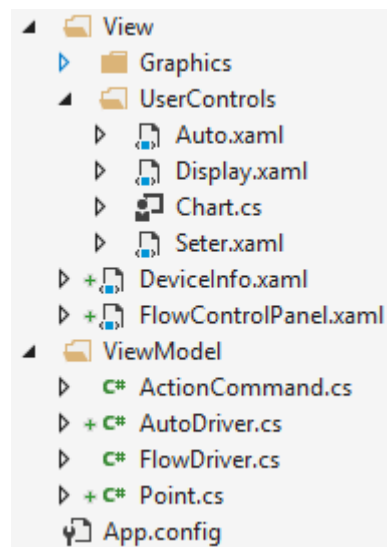 View
Graphics
UserControls
Auto.xaml
Display.xaml
Chart.cs
Seter.xaml
+ DeviceInfo.xaml
+ FlowControlPanel.xaml
ViewModel
C# ActionCommand.cs
+ C# AutoDriver.cs
C# FlowDriver.cs
+ C# Point.cs
App.config